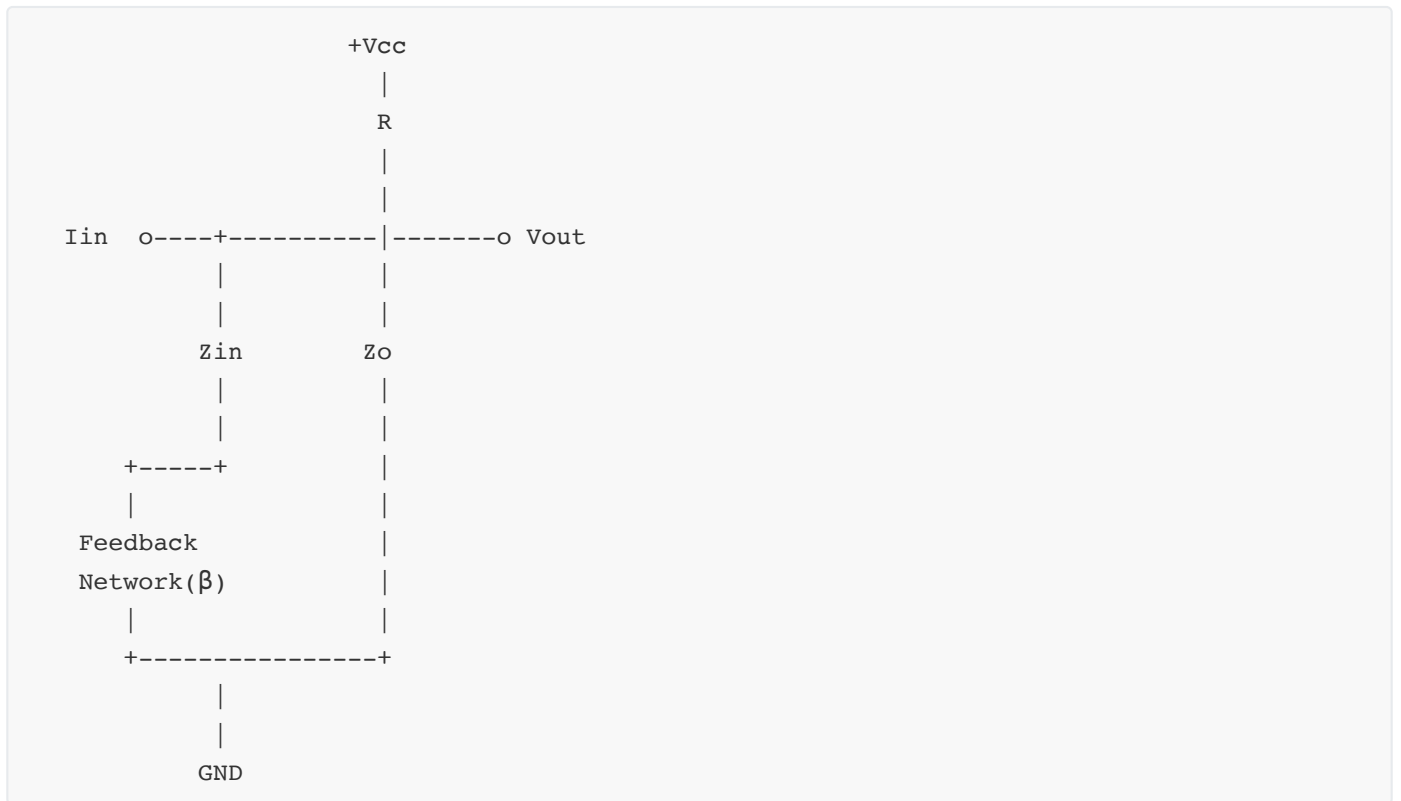 +Vcc
|
R
|
|
Iin o----+----------|-------o Vout
| |
| |
Zin Zo
| |
| |
+-----+ |
| |
Feedback |
Network(β) |
| |
+----------------+
|
|
GND